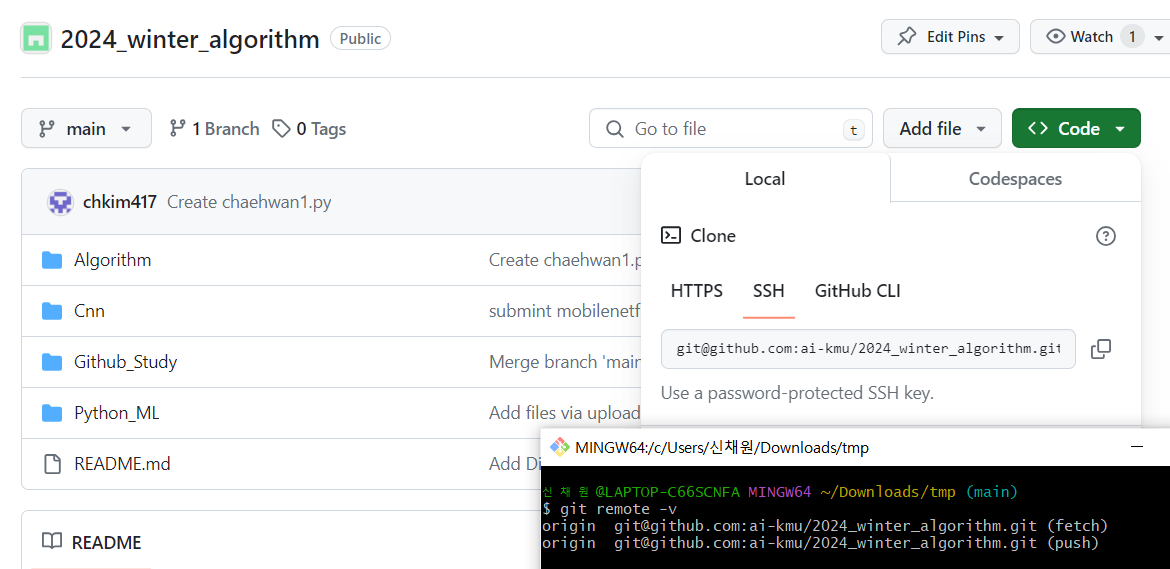 2024_winter_algorithm Public Edit Pins Watch 1
main 1 Branch 0 Tags Go to file t Add file Code
Local Codespaces
chkim417 Create chaehwan1.py
Clone
Algorithm Create chaehwan1.p
HTTPS SSH GitHub CLI
Cnn submint mobilenetf
git@github.com:ai-kmu/2024_winter_algorithm.git
Github_Study Merge branch 'main
Use a password-protected SSH key.
Python_ML Add files via upload
MINGW64:/c/Users/신채원/Downloads/tmp
README.md Add Di
신 채 원 @LAPTOP-C66SCNFA MINGW64 ~/Downloads/tmp (main)
$ git remote -v
origin git@github.com:ai-kmu/2024_winter_algorithm.git (fetch)
origin git@github.com:ai-kmu/2024_winter_algorithm.git (push)
README